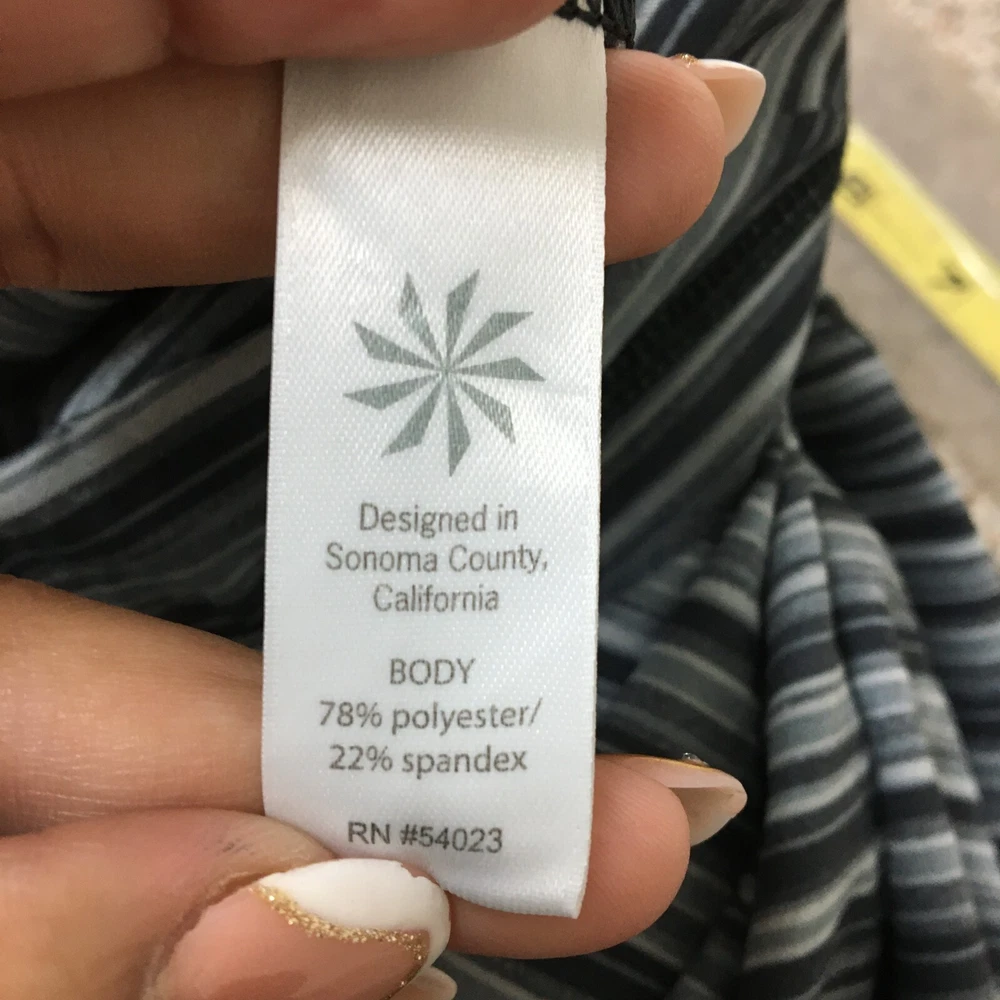 Designed in
Sonoma County,
California
BODY
78% polyester/
22% spandex
RN #54023